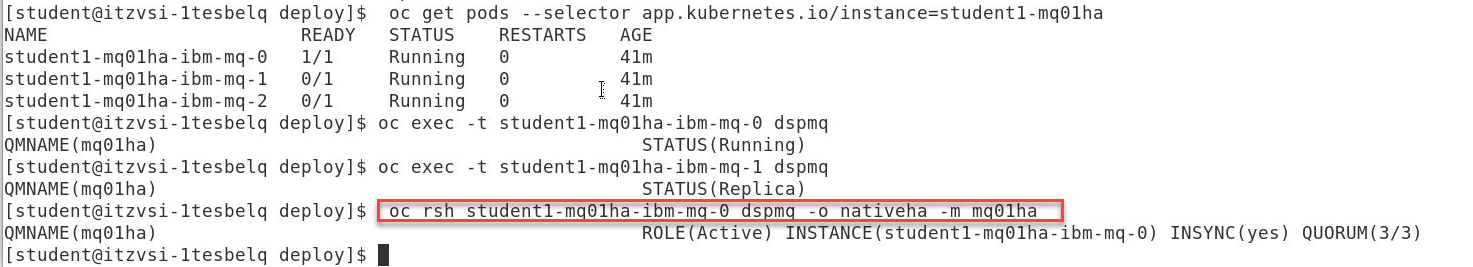 [student@itzvsi-1tesbelq deploy]$  oc get pods --selector app.kubernetes.io/instance=student1-mq01ha
NAME                       READY   STATUS    RESTARTS   AGE
student1-mq01ha-ibm-mq-0   1/1     Running   0          41m
student1-mq01ha-ibm-mq-1   0/1     Running   0          41m
student1-mq01ha-ibm-mq-2   0/1     Running   0          41m
[student@itzvsi-1tesbelq deploy]$ oc exec -t student1-mq01ha-ibm-mq-0 dspmq
QMNAME(mq01ha)                                            STATUS(Running)
[student@itzvsi-1tesbelq deploy]$ oc exec -t student1-mq01ha-ibm-mq-1 dspmq
QMNAME(mq01ha)                                            STATUS(Replica)
[student@itzvsi-1tesbelq deploy]$  oc rsh student1-mq01ha-ibm-mq-0 dspmq -o nativeha -m mq01ha
QMNAME(mq01ha)                                            ROLE(Active) INSTANCE(student1-mq01ha-ibm-mq-0) INSYNC(yes) QUORUM(3/3)
[student@itzvsi-1tesbelq deploy]$